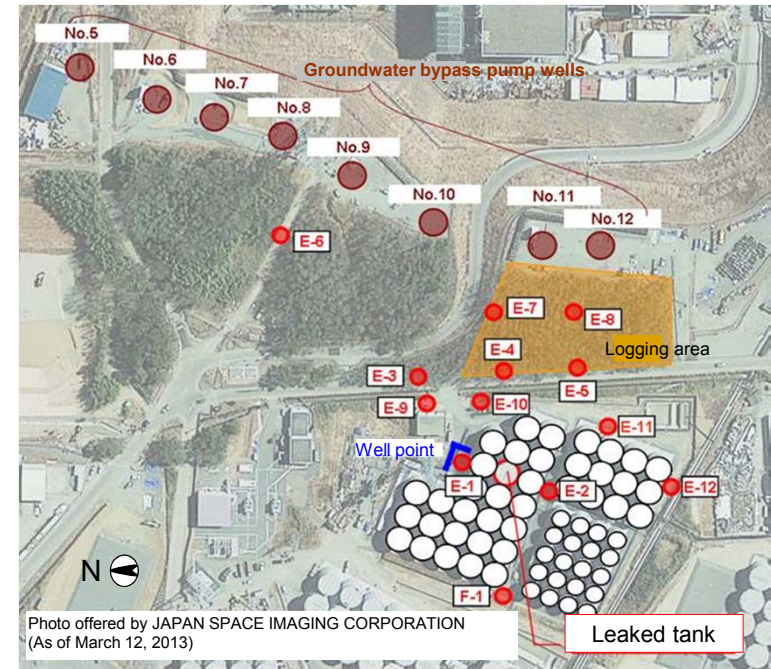 No.5
No.6
No.7
Groundwater bypass pump wells
No.8
No.9
No.10
No.11
No.12
E-6
E-7
E-8
Logging area
E-4
E-3
E-5
E-9
E-10
E-11
Well point
E-1
E-2
E-12
N
F-1
Photo offered by JAPAN SPACE IMAGING CORPORATION
(As of March 12, 2013)
Leaked tank